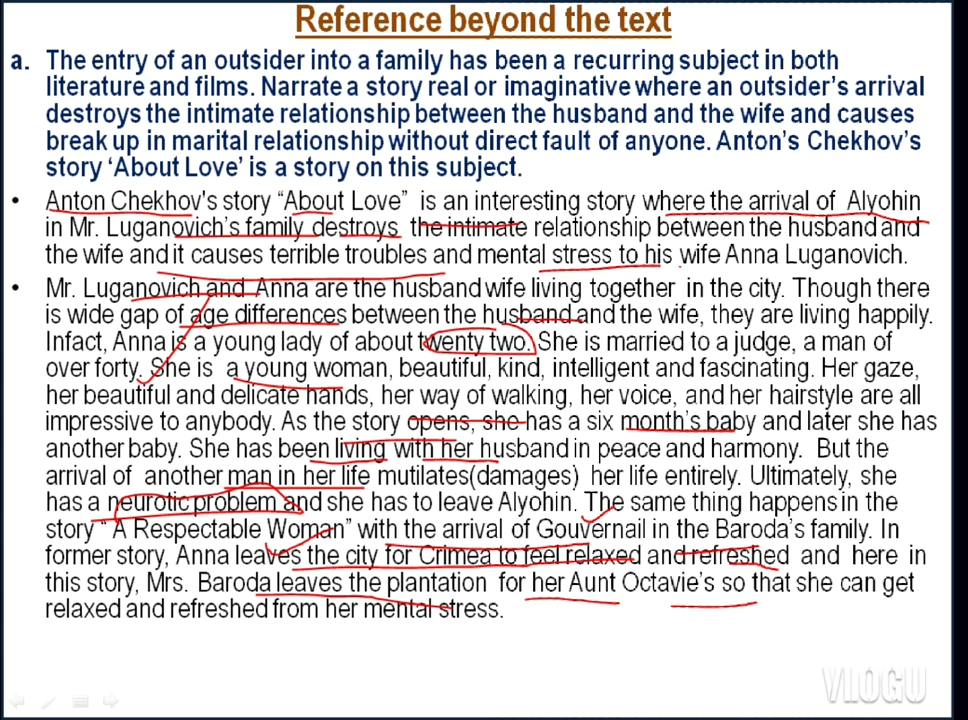 Reference beyond the text
a. The entry of an outsider into a family has been a recurring subject in both
literature and films. Narrate a story real or imaginative where an outsider's arrival
destroys the intimate relationship between the husband and the wife and causes
break up in marital relationship without direct fault of anyone. Anton's Chekhov's
story 'About Love' is a story on this subject.
• Anton Chekhov's story "About Love" is an interesting story where the arrival of Alyohin
in Mr. Luganovich's family destroys the intimate relationship between the husband and
the wife and it causes terrible troubles and mental stress to his wife Anna Luganovich.
• Mr. Luganovich and Anna are the husband wife living together in the city. Though there
is wide gap of age differences between the husband and the wife, they are living happily.
Infact, Anna is a young lady of about twenty two. She is married to a judge, a man of
over forty. She is a young woman, beautiful, kind, intelligent and fascinating. Her gaze,
her beautiful and delicate hands, her way of walking, her voice, and her hairstyle are all
impressive to anybody. As the story opens, she has a six month's baby and later she has
another baby. She has been living with her husband in peace and harmony. But the
arrival of another man in her life mutilates(damages) her life entirely. Ultimately, she
has a neurotic problem and she has to leave Alyohin. The same thing happens in the
story " A Respectable Woman" with the arrival of Gouvernail in the Baroda's family. In
former story, Anna leaves the city for Crimea to feel relaxed and refreshed and here in
this story, Mrs. Baroda leaves the plantation for her Aunt Octavie's so that she can get
relaxed and refreshed from her mental stress.
VLOGU